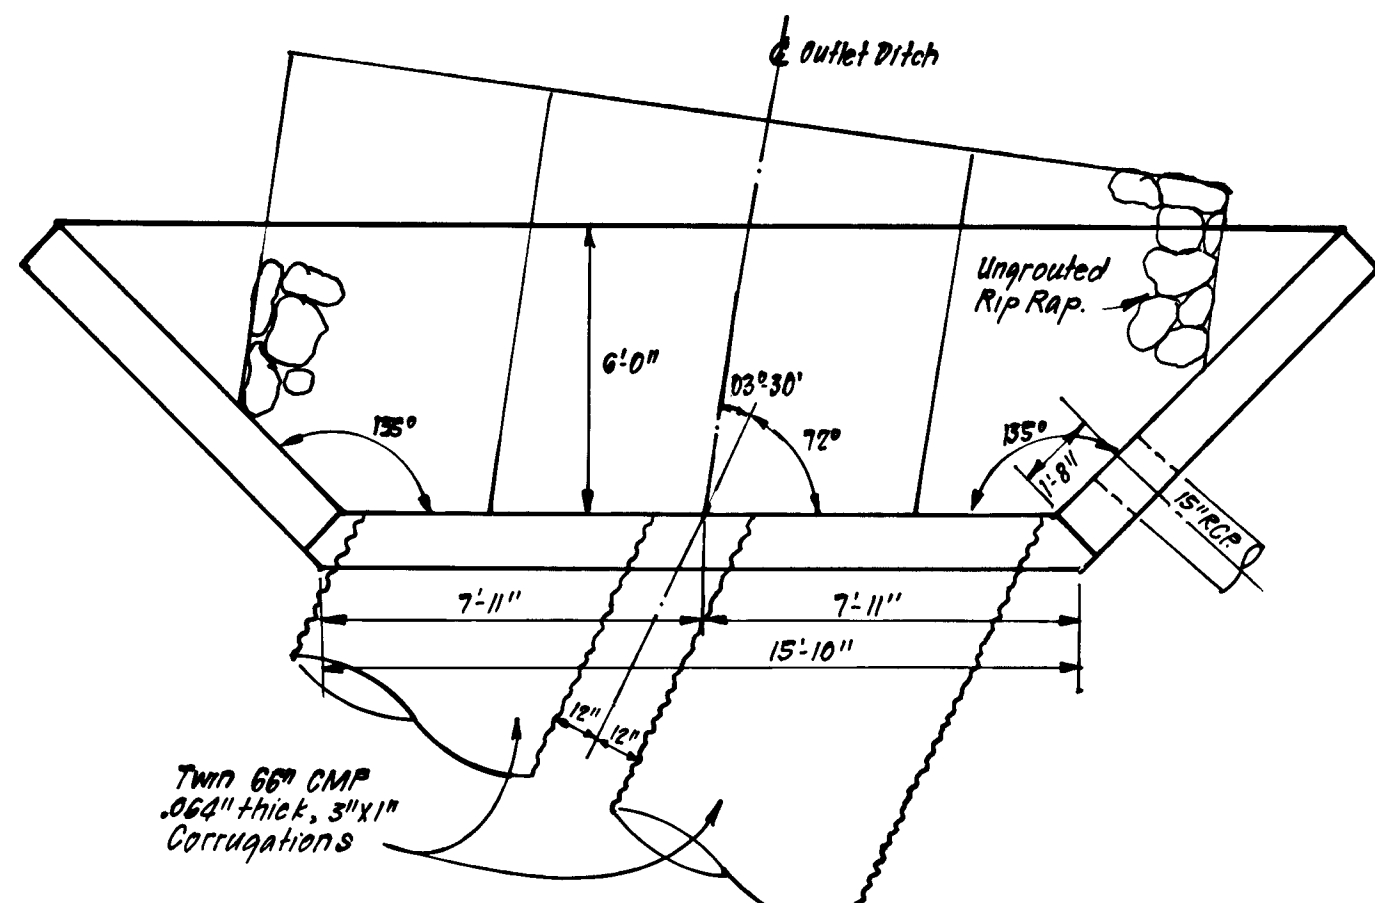 ℄ Outlet Ditch
Ungrouted
Rip Rap.
6'-0"
03°-30'
135°
72°
135°
1'-8"
15" RCP.
7'-11"
7'-11"
15'-10"
12"
12"
Twin 66" CMP
.064" thick, 3"x1"
Corrugations